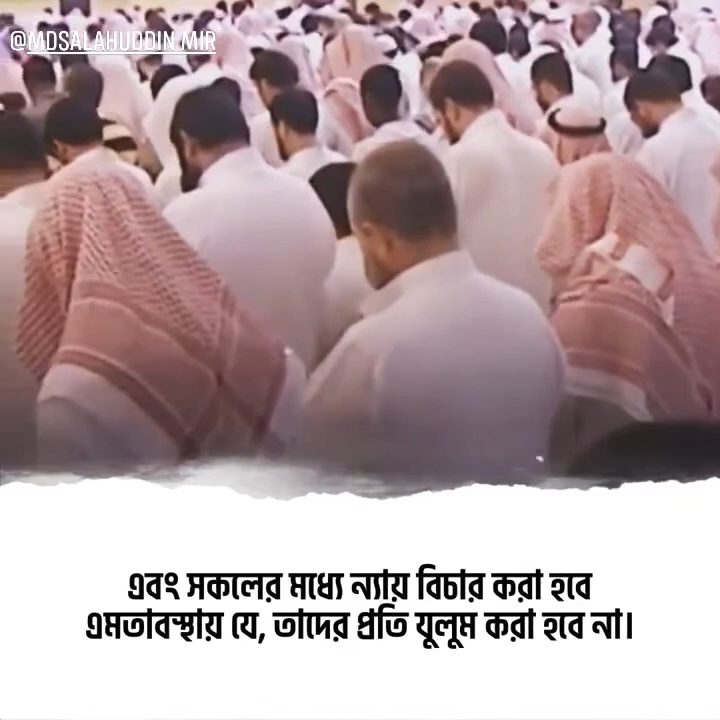 @MDSALAHUDDIN MIR
এবং সকলের মধ্যে ন্যায় বিচার করা হবে
এমতাবস্থায় যে, তাদের প্রতি যুলুম করা হবে না।